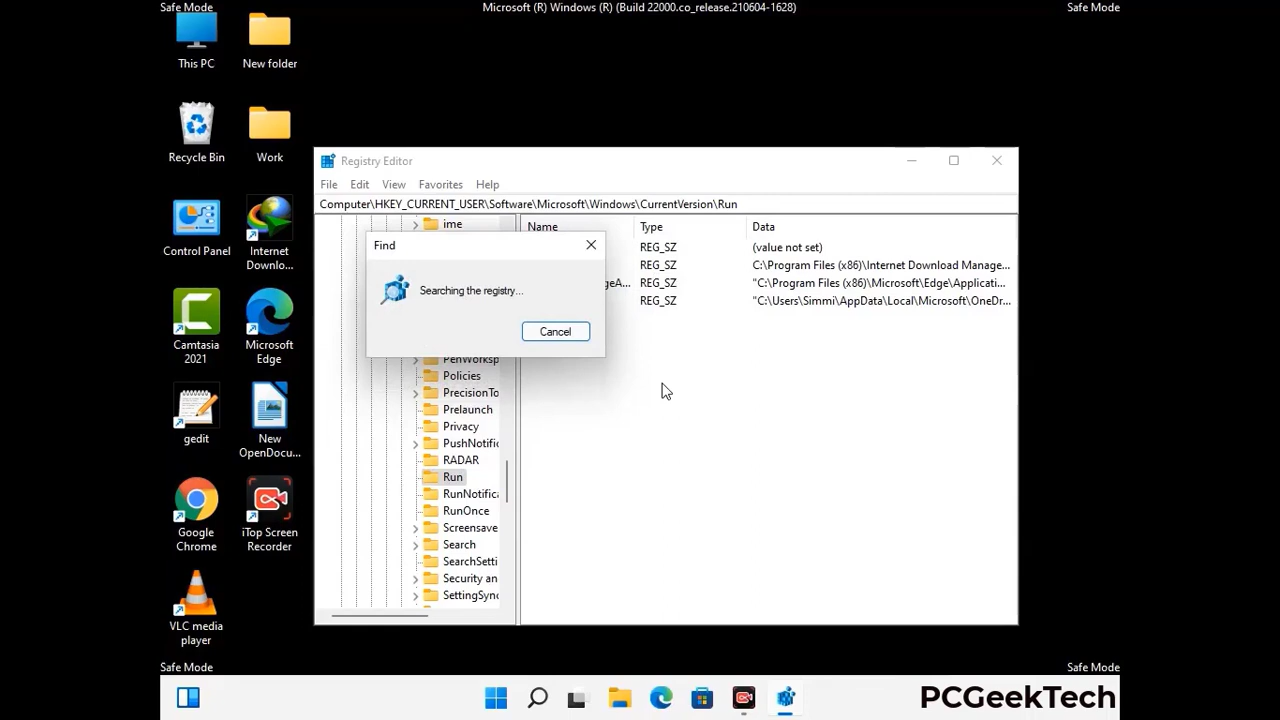 Safe Mode
Microsoft (R) Windows (R) (Build 22000.co_release.210604-1628)
Safe Mode
This PC
New folder
Recycle Bin
Work
Control Panel
Internet
Downlo...
Camtasia
2021
Microsoft
Edge
gedit
New
OpenDocu...
Google
Chrome
iTop Screen
Recorder
VLC media
player
Registry Editor
File Edit View Favorites Help
Computer\HKEY_CURRENT_USER\Software\Microsoft\Windows\CurrentVersion\Run
ime
Policies
PrecisionTo
Prelaunch
Privacy
PushNotific
RADAR
Run
RunNotifica
RunOnce
Screensave
Search
SearchSetti
Security an
SettingSync
Name Type Data
REG_SZ (value not set)
REG_SZ C:\Program Files (x86)\Internet Download Manage...
geA... REG_SZ "C:\Program Files (x86)\Microsoft\Edge\Applicati...
REG_SZ "C:\Users\Simmi\AppData\Local\Microsoft\OneDr...
Find
Searching the registry...
Cancel
Safe Mode
Safe Mode
PCGeekTech